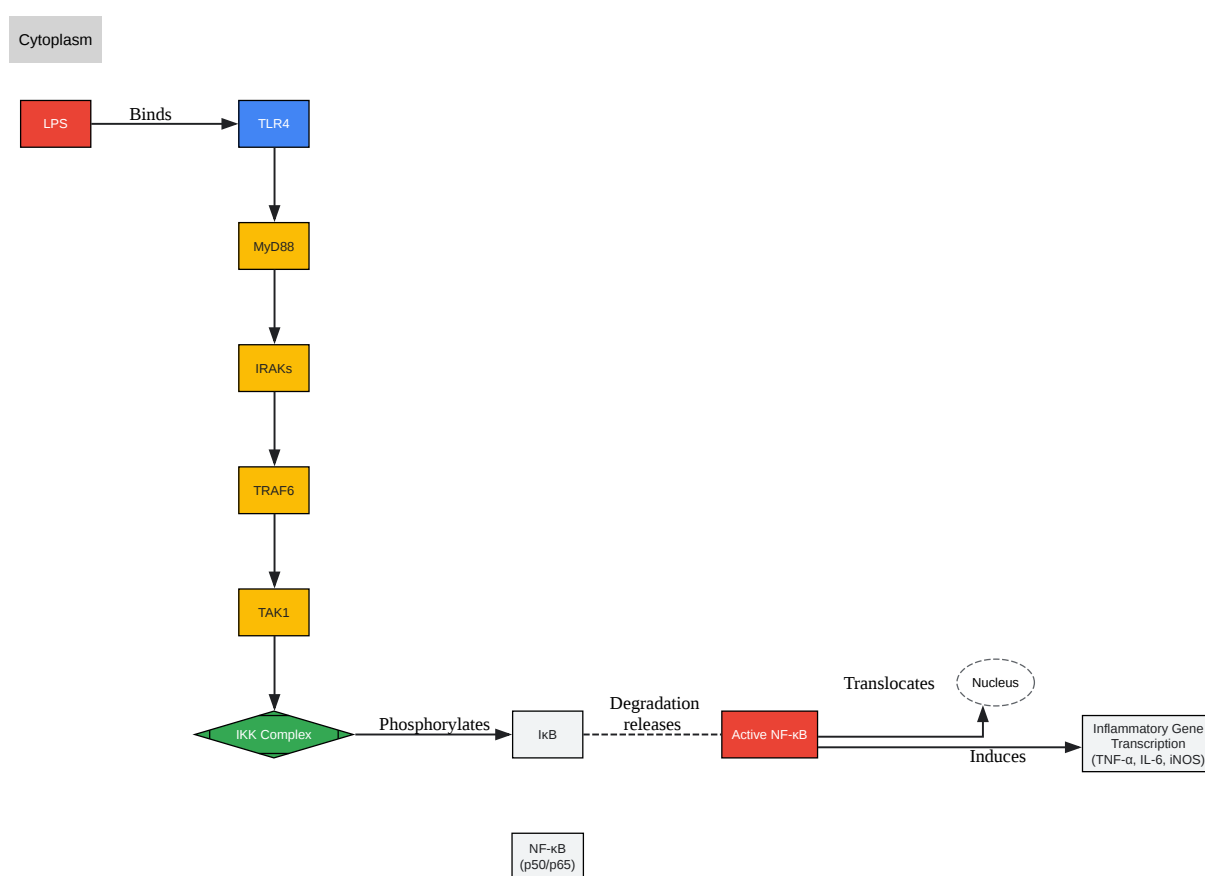 Cytoplasm
LPS
Binds
TLR4
MyD88
IRAKs
TRAF6
TAK1
IKK Complex
Phosphorylates
IκB
Degradation
releases
Active NF-κB
Translocates
Nucleus
Induces
Inflammatory Gene
Transcription
(TNF-α, IL-6, iNOS)
NF-κB
(p50/p65)